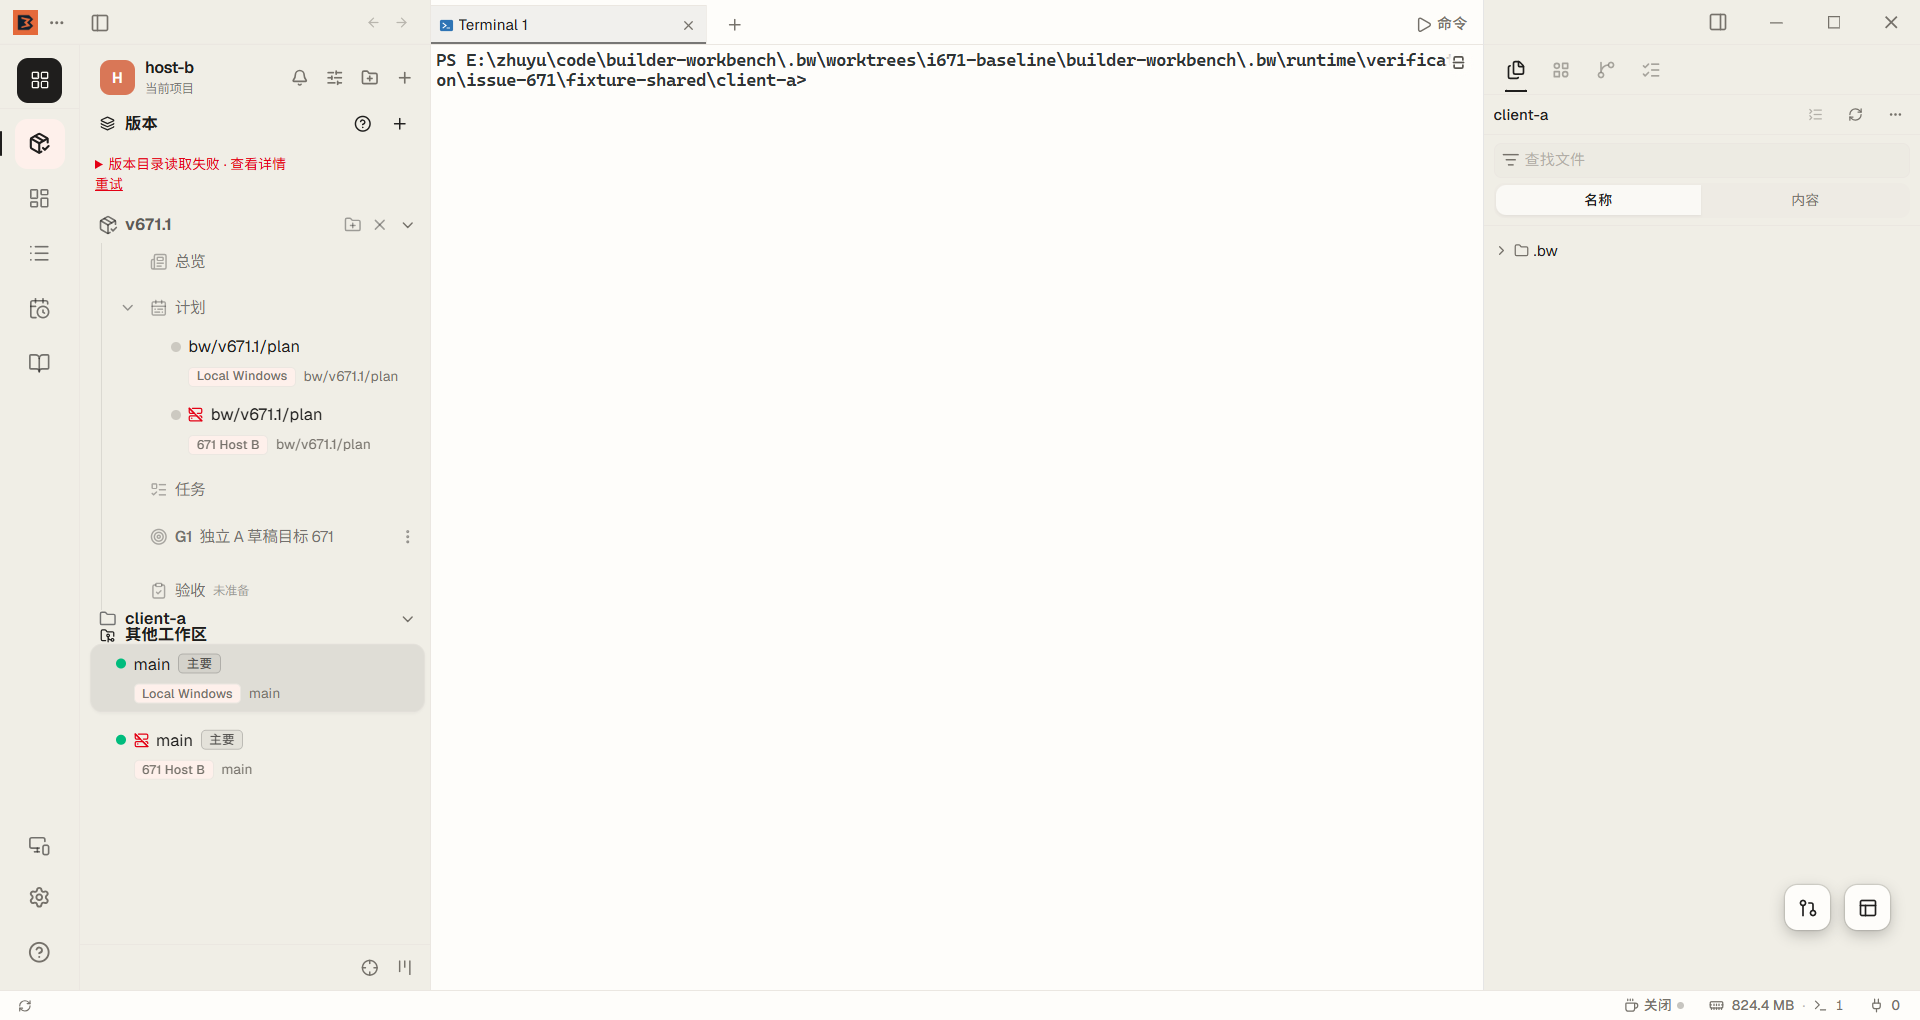 Terminal 1
命令
H
host-b
当前项目
版本
版本目录读取失败 · 查看详情
重试
v671.1
总览
计划
bw/v671.1/plan
Local Windows bw/v671.1/plan
bw/v671.1/plan
671 Host B bw/v671.1/plan
任务
G1 独立 A 草稿目标 671
验收 未准备
client-a
其他工作区
main 主要
Local Windows main
main 主要
671 Host B main
PS E:\zhuyu\code\builder-workbench\.bw\worktrees\i671-baseline\builder-workbench\.bw\runtime\verifica
on\issue-671\fixture-shared\client-a>
client-a
查找文件
名称 内容
.bw
关闭 824.4 MB · 1 0